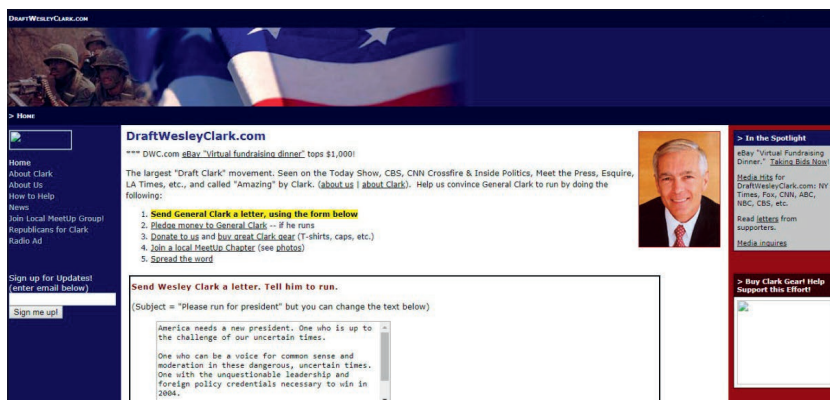 DRAFTWESLEYCLARK.COM
> HOME
Home
About Clark
About Us
How to Help
News
Join Local MeetUp Group!
Republicans for Clark
Radio Ad
Sign up for Updates!
(enter email below)
Sign me up!
DraftWesleyClark.com
*** DWC.com eBay "Virtual fundraising dinner" tops $1,000!
The largest "Draft Clark" movement. Seen on the Today Show, CBS, CNN Crossfire & Inside Politics, Meet the Press, Esquire,
LA Times, etc., and called "Amazing" by Clark. (about us | about Clark). Help us convince General Clark to run by doing the
following:
1. Send General Clark a letter, using the form below
2. Pledge money to General Clark -- if he runs
3. Donate to us and buy great Clark gear (T-shirts, caps, etc.)
4. Join a local MeetUp Chapter (see photos)
5. Spread the word
Send Wesley Clark a letter. Tell him to run.
(Subject = "Please run for president" but you can change the text below)
America needs a new president. One who is up to
the challenge of our uncertain times.
One who can be a voice for common sense and
moderation in these dangerous, uncertain times.
One with the unquestionable leadership and
foreign policy credentials necessary to win in
2004.
> In the Spotlight
eBay "Virtual Fundraising
Dinner." Taking Bids Now!
Media Hits for
DraftWesleyClark.com: NY
Times, Fox, CNN, ABC,
NBC, CBS, etc.
Read letters from
supporters.
Media inquires
> Buy Clark Gear! Help
Support this Effort!